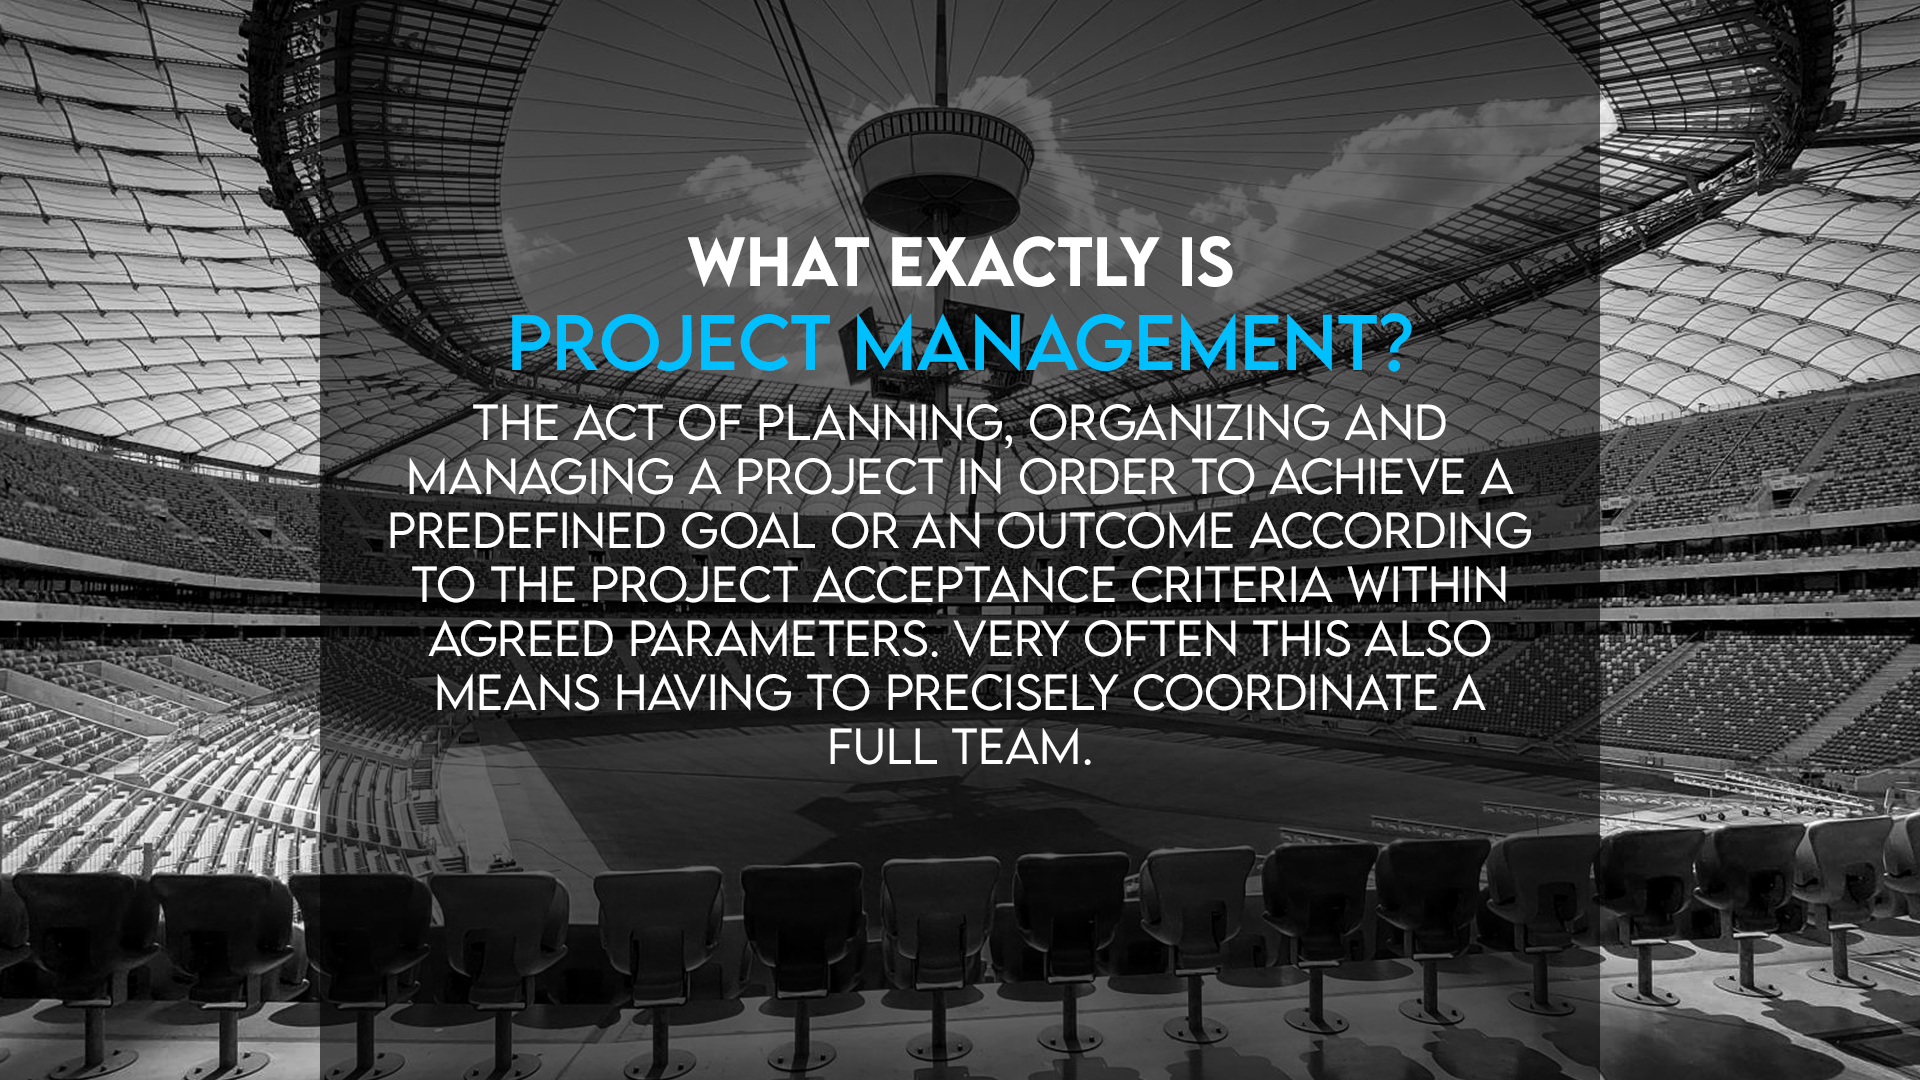 WHAT EXACTLY IS
PROJECT MANAGEMENT?
THE ACT OF PLANNING, ORGANIZING AND
MANAGING A PROJECT IN ORDER TO ACHIEVE A
PREDEFINED GOAL OR AN OUTCOME ACCORDING
TO THE PROJECT ACCEPTANCE CRITERIA WITHIN
AGREED PARAMETERS. VERY OFTEN THIS ALSO
MEANS HAVING TO PRECISELY COORDINATE A
FULL TEAM.